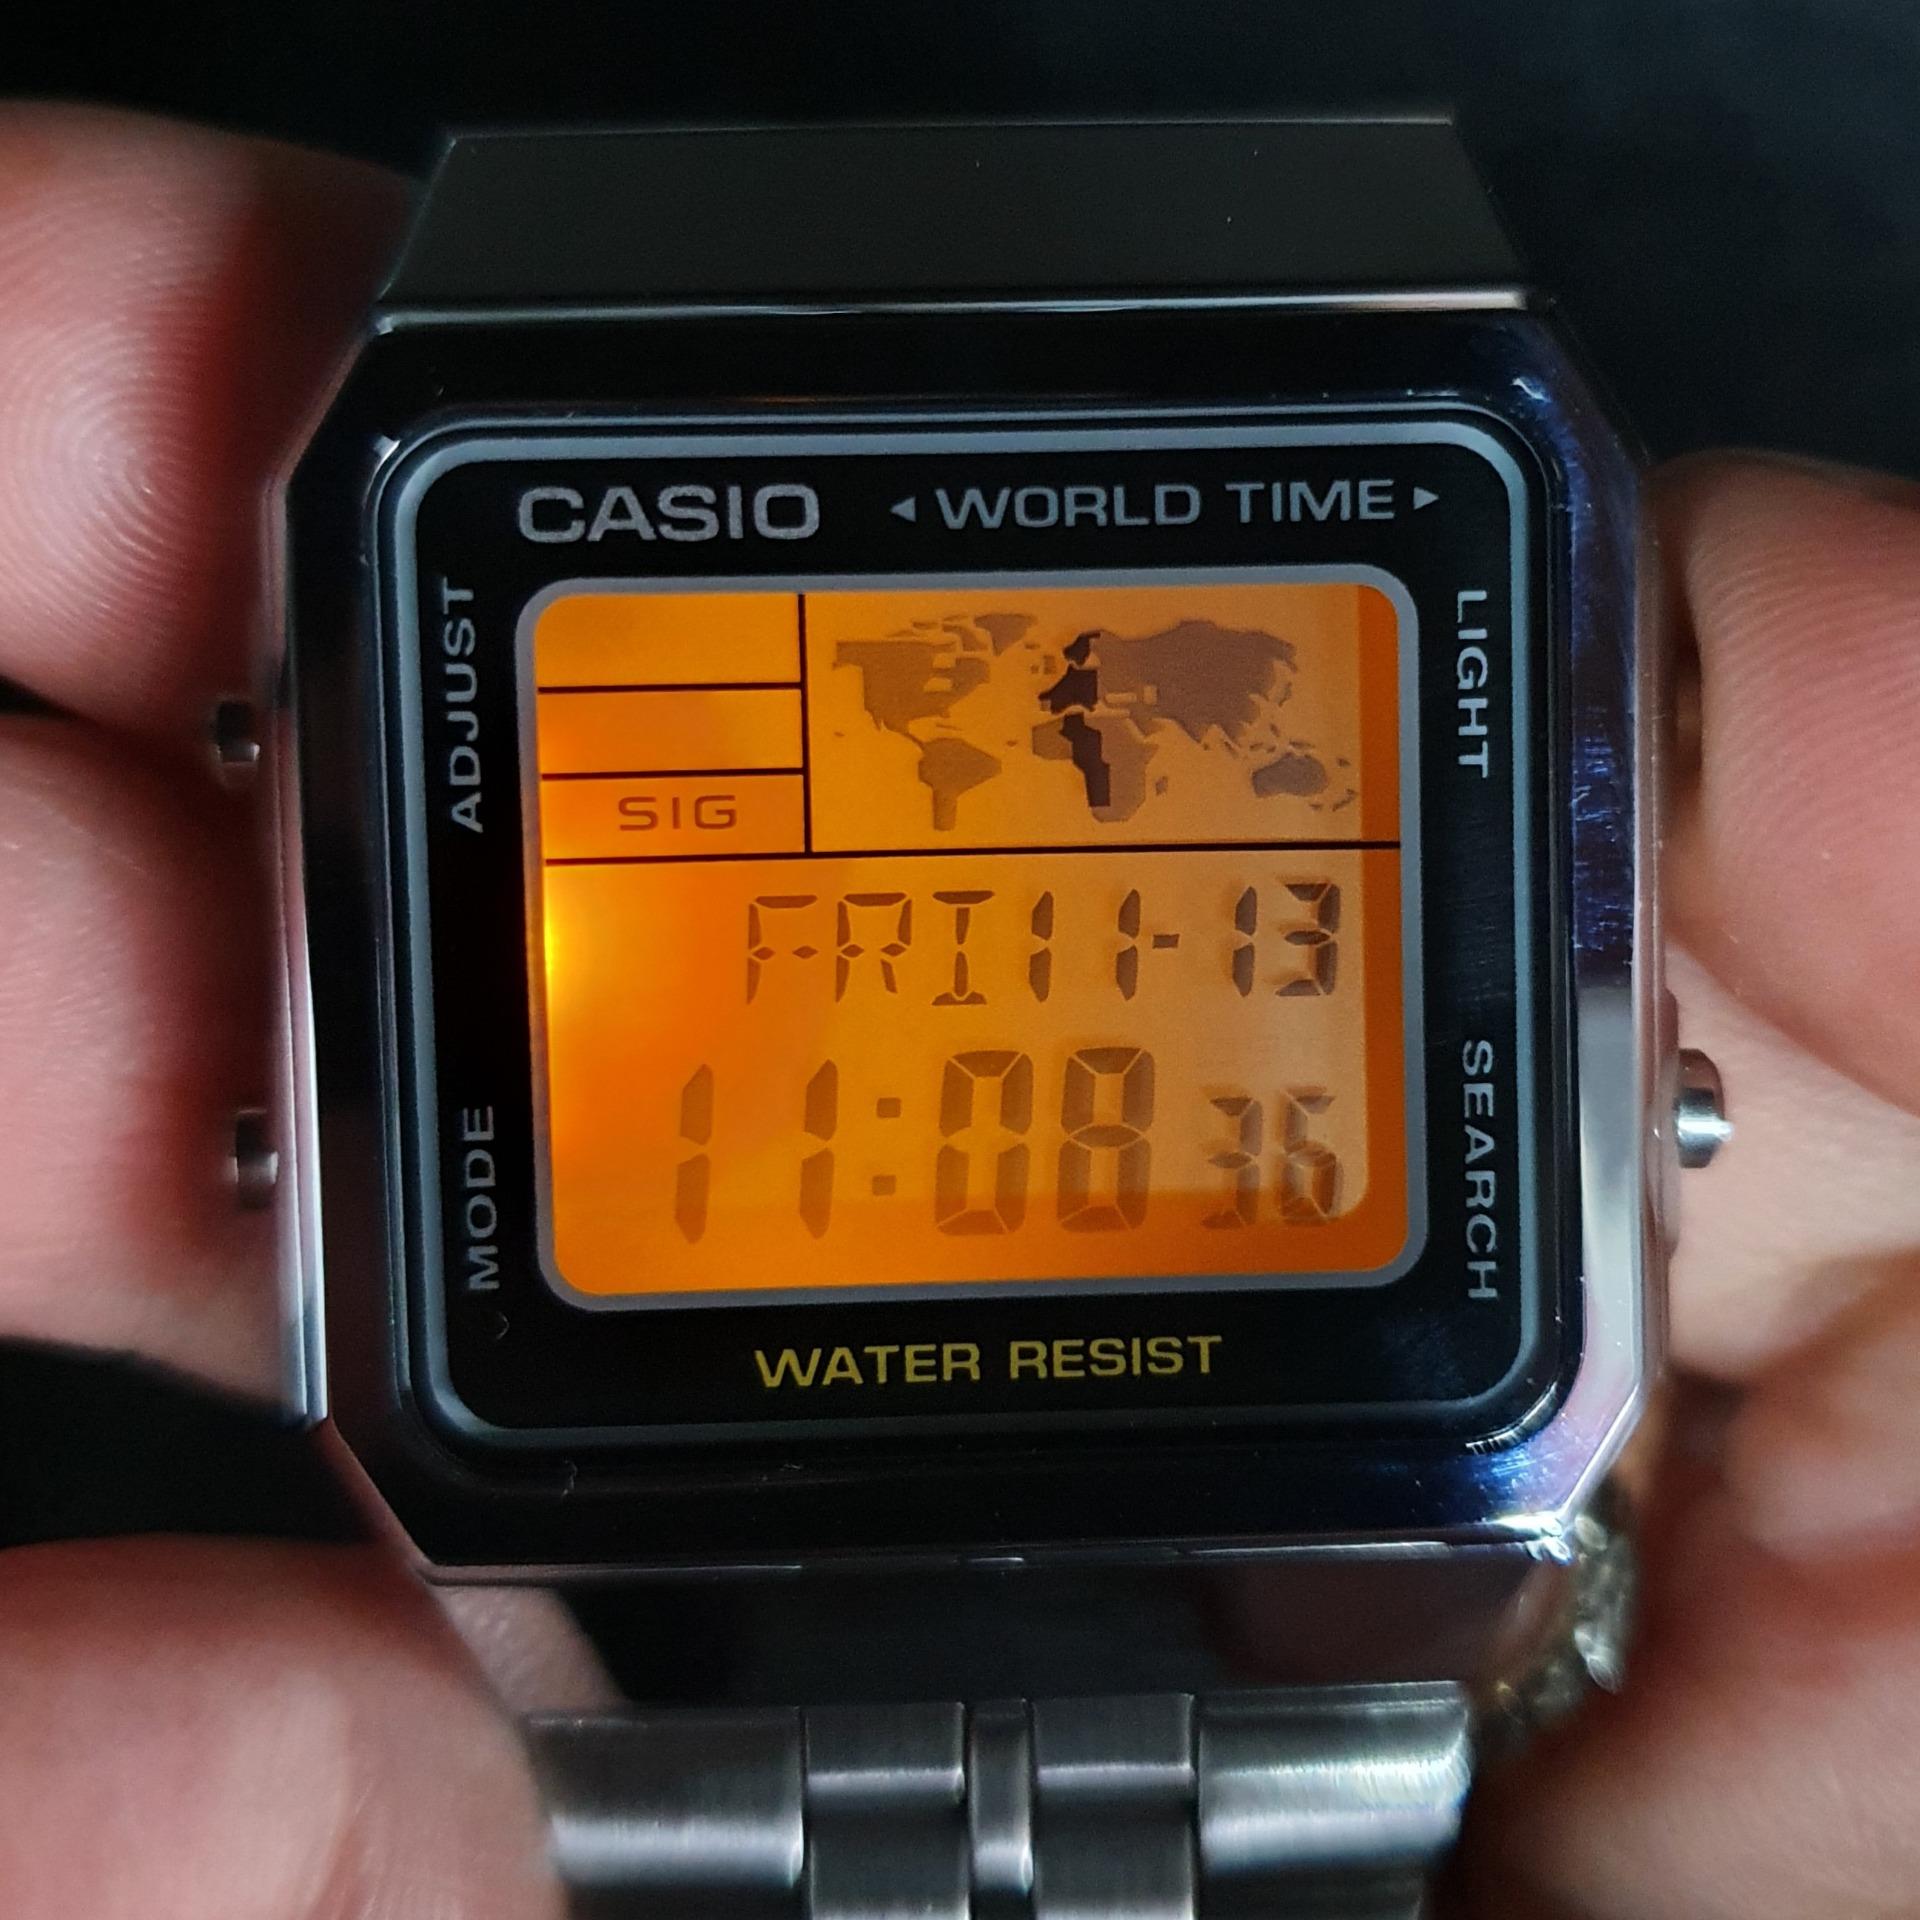 CASIO ◄ WORLD TIME ►
ADJUST
LIGHT
SIG
FRI 11-13
11:08 36
MODE
SEARCH
WATER RESIST